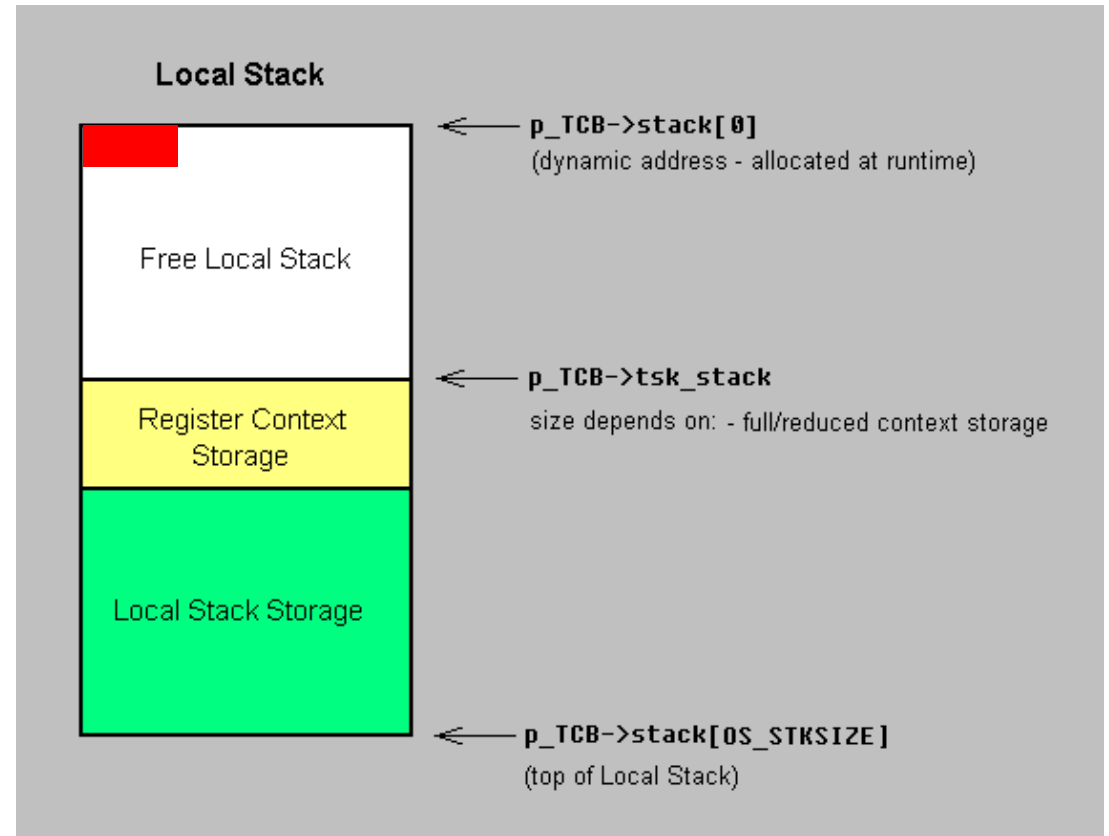 Local Stack
p_TCB->stack[0]
(dynamic address - allocated at runtime)
Free Local Stack
p_TCB->tsk_stack
Register Context
Storage
size depends on: - full/reduced context storage
Local Stack Storage
p_TCB->stack[OS_STKSIZE]
(top of Local Stack)